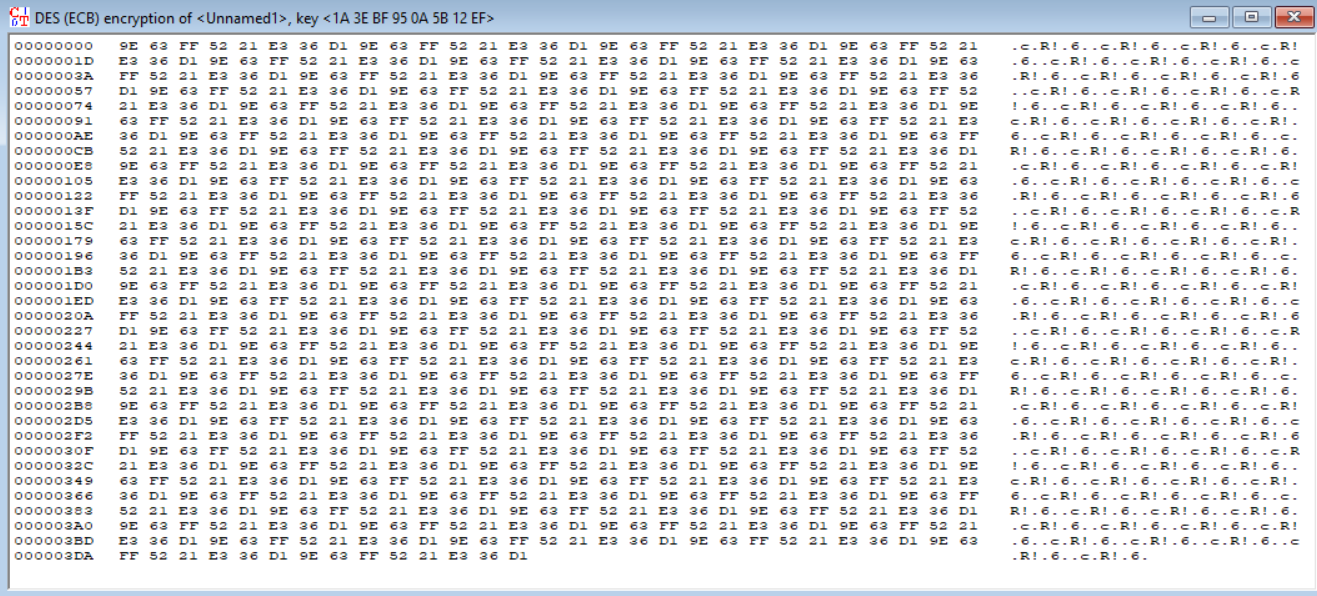 DES (ECB) encryption of <Unnamed1>, key <1A 3E BF 95 0A 5B 12 EF>
00000000 9E 63 FF 52 21 E3 36 D1 9E 63 FF 52 21 E3 36 D1 9E 63 FF 52 21 E3 36 D1 9E 63 FF 52 21 .c.R!.6..c.R!.6..c.R!.6..c.R!
0000001D E3 36 D1 9E 63 FF 52 21 E3 36 D1 9E 63 FF 52 21 E3 36 D1 9E 63 FF 52 21 E3 36 D1 9E 63 .6..c.R!.6..c.R!.6..c.R!.6..c
0000003A FF 52 21 E3 36 D1 9E 63 FF 52 21 E3 36 D1 9E 63 FF 52 21 E3 36 D1 9E 63 FF 52 21 E3 36 .R!.6..c.R!.6..c.R!.6..c.R!.6
00000057 D1 9E 63 FF 52 21 E3 36 D1 9E 63 FF 52 21 E3 36 D1 9E 63 FF 52 21 E3 36 D1 9E 63 FF 52 ..c.R!.6..c.R!.6..c.R!.6..c.R
00000074 21 E3 36 D1 9E 63 FF 52 21 E3 36 D1 9E 63 FF 52 21 E3 36 D1 9E 63 FF 52 21 E3 36 D1 9E !.6..c.R!.6..c.R!.6..c.R!.6..
00000091 63 FF 52 21 E3 36 D1 9E 63 FF 52 21 E3 36 D1 9E 63 FF 52 21 E3 36 D1 9E 63 FF 52 21 E3 c.R!.6..c.R!.6..c.R!.6..c.R!.
000000AE 36 D1 9E 63 FF 52 21 E3 36 D1 9E 63 FF 52 21 E3 36 D1 9E 63 FF 52 21 E3 36 D1 9E 63 FF 6..c.R!.6..c.R!.6..c.R!.6..c.
000000CB 52 21 E3 36 D1 9E 63 FF 52 21 E3 36 D1 9E 63 FF 52 21 E3 36 D1 9E 63 FF 52 21 E3 36 D1 R!.6..c.R!.6..c.R!.6..c.R!.6.
000000E8 9E 63 FF 52 21 E3 36 D1 9E 63 FF 52 21 E3 36 D1 9E 63 FF 52 21 E3 36 D1 9E 63 FF 52 21 .c.R!.6..c.R!.6..c.R!.6..c.R!
00000105 E3 36 D1 9E 63 FF 52 21 E3 36 D1 9E 63 FF 52 21 E3 36 D1 9E 63 FF 52 21 E3 36 D1 9E 63 .6..c.R!.6..c.R!.6..c.R!.6..c
00000122 FF 52 21 E3 36 D1 9E 63 FF 52 21 E3 36 D1 9E 63 FF 52 21 E3 36 D1 9E 63 FF 52 21 E3 36 .R!.6..c.R!.6..c.R!.6..c.R!.6
0000013F D1 9E 63 FF 52 21 E3 36 D1 9E 63 FF 52 21 E3 36 D1 9E 63 FF 52 21 E3 36 D1 9E 63 FF 52 ..c.R!.6..c.R!.6..c.R!.6..c.R
0000015C 21 E3 36 D1 9E 63 FF 52 21 E3 36 D1 9E 63 FF 52 21 E3 36 D1 9E 63 FF 52 21 E3 36 D1 9E !.6..c.R!.6..c.R!.6..c.R!.6..
00000179 63 FF 52 21 E3 36 D1 9E 63 FF 52 21 E3 36 D1 9E 63 FF 52 21 E3 36 D1 9E 63 FF 52 21 E3 c.R!.6..c.R!.6..c.R!.6..c.R!.
00000196 36 D1 9E 63 FF 52 21 E3 36 D1 9E 63 FF 52 21 E3 36 D1 9E 63 FF 52 21 E3 36 D1 9E 63 FF 6..c.R!.6..c.R!.6..c.R!.6..c.
000001B3 52 21 E3 36 D1 9E 63 FF 52 21 E3 36 D1 9E 63 FF 52 21 E3 36 D1 9E 63 FF 52 21 E3 36 D1 R!.6..c.R!.6..c.R!.6..c.R!.6.
000001D0 9E 63 FF 52 21 E3 36 D1 9E 63 FF 52 21 E3 36 D1 9E 63 FF 52 21 E3 36 D1 9E 63 FF 52 21 .c.R!.6..c.R!.6..c.R!.6..c.R!
000001ED E3 36 D1 9E 63 FF 52 21 E3 36 D1 9E 63 FF 52 21 E3 36 D1 9E 63 FF 52 21 E3 36 D1 9E 63 .6..c.R!.6..c.R!.6..c.R!.6..c
0000020A FF 52 21 E3 36 D1 9E 63 FF 52 21 E3 36 D1 9E 63 FF 52 21 E3 36 D1 9E 63 FF 52 21 E3 36 .R!.6..c.R!.6..c.R!.6..c.R!.6
00000227 D1 9E 63 FF 52 21 E3 36 D1 9E 63 FF 52 21 E3 36 D1 9E 63 FF 52 21 E3 36 D1 9E 63 FF 52 ..c.R!.6..c.R!.6..c.R!.6..c.R
00000244 21 E3 36 D1 9E 63 FF 52 21 E3 36 D1 9E 63 FF 52 21 E3 36 D1 9E 63 FF 52 21 E3 36 D1 9E !.6..c.R!.6..c.R!.6..c.R!.6..
00000261 63 FF 52 21 E3 36 D1 9E 63 FF 52 21 E3 36 D1 9E 63 FF 52 21 E3 36 D1 9E 63 FF 52 21 E3 c.R!.6..c.R!.6..c.R!.6..c.R!.
0000027E 36 D1 9E 63 FF 52 21 E3 36 D1 9E 63 FF 52 21 E3 36 D1 9E 63 FF 52 21 E3 36 D1 9E 63 FF 6..c.R!.6..c.R!.6..c.R!.6..c.
0000029B 52 21 E3 36 D1 9E 63 FF 52 21 E3 36 D1 9E 63 FF 52 21 E3 36 D1 9E 63 FF 52 21 E3 36 D1 R!.6..c.R!.6..c.R!.6..c.R!.6.
000002B8 9E 63 FF 52 21 E3 36 D1 9E 63 FF 52 21 E3 36 D1 9E 63 FF 52 21 E3 36 D1 9E 63 FF 52 21 .c.R!.6..c.R!.6..c.R!.6..c.R!
000002D5 E3 36 D1 9E 63 FF 52 21 E3 36 D1 9E 63 FF 52 21 E3 36 D1 9E 63 FF 52 21 E3 36 D1 9E 63 .6..c.R!.6..c.R!.6..c.R!.6..c
000002F2 FF 52 21 E3 36 D1 9E 63 FF 52 21 E3 36 D1 9E 63 FF 52 21 E3 36 D1 9E 63 FF 52 21 E3 36 .R!.6..c.R!.6..c.R!.6..c.R!.6
0000030F D1 9E 63 FF 52 21 E3 36 D1 9E 63 FF 52 21 E3 36 D1 9E 63 FF 52 21 E3 36 D1 9E 63 FF 52 ..c.R!.6..c.R!.6..c.R!.6..c.R
0000032C 21 E3 36 D1 9E 63 FF 52 21 E3 36 D1 9E 63 FF 52 21 E3 36 D1 9E 63 FF 52 21 E3 36 D1 9E !.6..c.R!.6..c.R!.6..c.R!.6..
00000349 63 FF 52 21 E3 36 D1 9E 63 FF 52 21 E3 36 D1 9E 63 FF 52 21 E3 36 D1 9E 63 FF 52 21 E3 c.R!.6..c.R!.6..c.R!.6..c.R!.
00000366 36 D1 9E 63 FF 52 21 E3 36 D1 9E 63 FF 52 21 E3 36 D1 9E 63 FF 52 21 E3 36 D1 9E 63 FF 6..c.R!.6..c.R!.6..c.R!.6..c.
00000383 52 21 E3 36 D1 9E 63 FF 52 21 E3 36 D1 9E 63 FF 52 21 E3 36 D1 9E 63 FF 52 21 E3 36 D1 R!.6..c.R!.6..c.R!.6..c.R!.6.
000003A0 9E 63 FF 52 21 E3 36 D1 9E 63 FF 52 21 E3 36 D1 9E 63 FF 52 21 E3 36 D1 9E 63 FF 52 21 .c.R!.6..c.R!.6..c.R!.6..c.R!
000003BD E3 36 D1 9E 63 FF 52 21 E3 36 D1 9E 63 FF 52 21 E3 36 D1 9E 63 FF 52 21 E3 36 D1 9E 63 .6..c.R!.6..c.R!.6..c.R!.6..c
000003DA FF 52 21 E3 36 D1 9E 63 FF 52 21 E3 36 D1 .R!.6..c.R!.6.